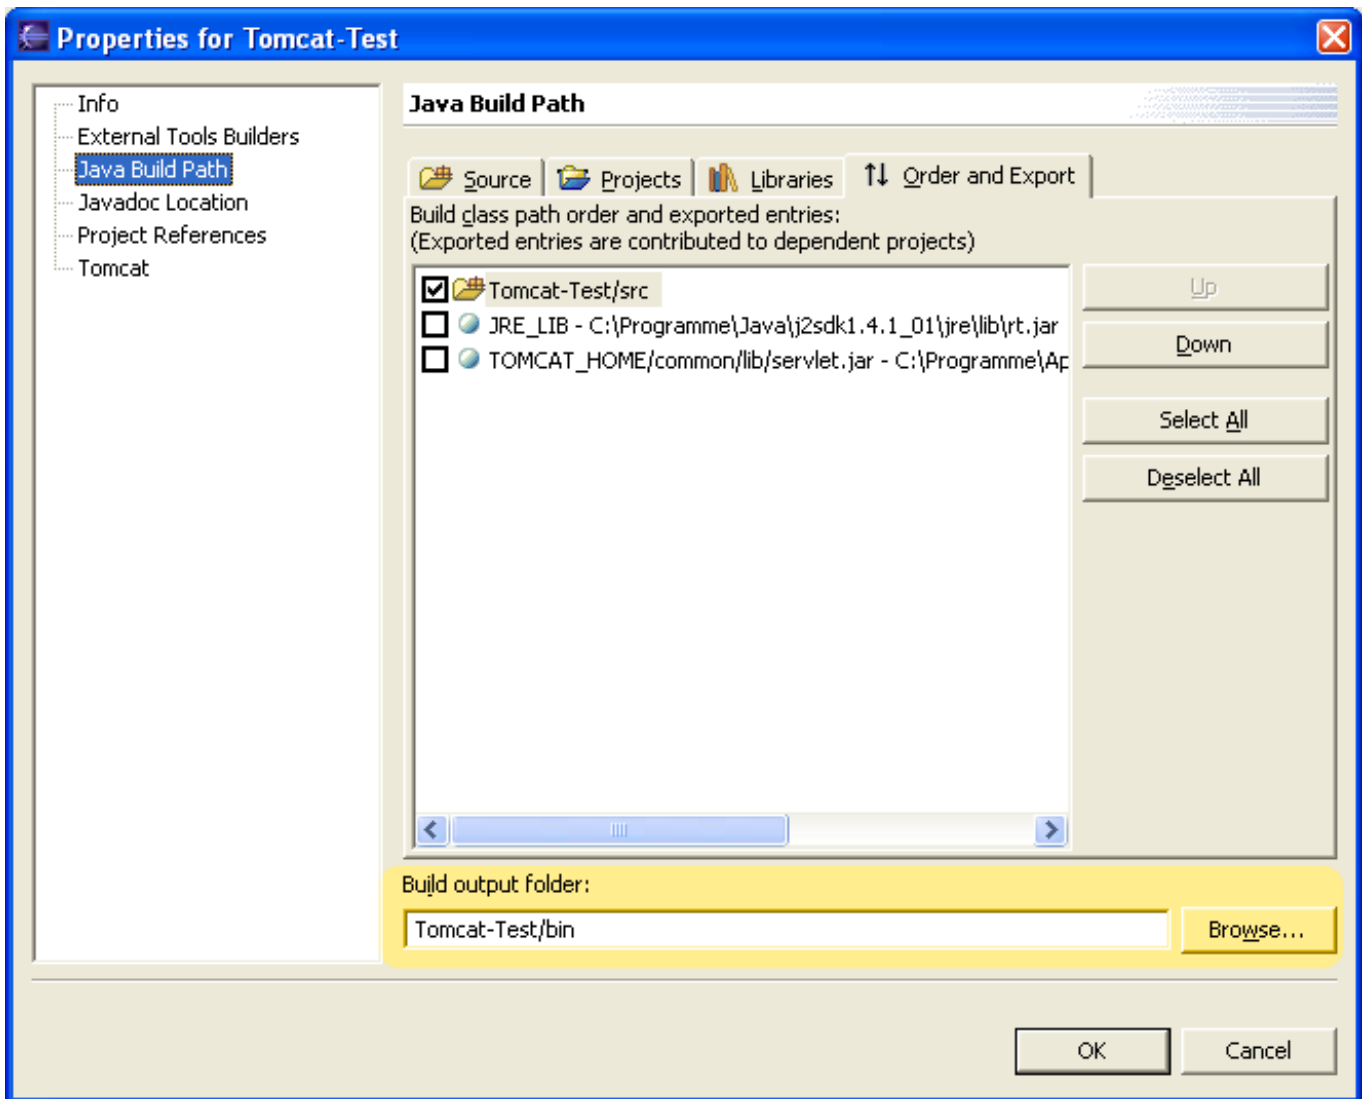 Properties for Tomcat-Test
Info
External Tools Builders
Java Build Path
Javadoc Location
Project References
Tomcat
Java Build Path
Source
Projects
Libraries
Order and Export
Build class path order and exported entries:
(Exported entries are contributed to dependent projects)
Tomcat-Test/src
JRE_LIB - C:\Programme\Java\j2sdk1.4.1_01\jre\lib\rt.jar
TOMCAT_HOME/common/lib/servlet.jar - C:\Programme\Ap
Up
Down
Select All
Deselect All
Build output folder:
Tomcat-Test/bin
Browse...
OK
Cancel